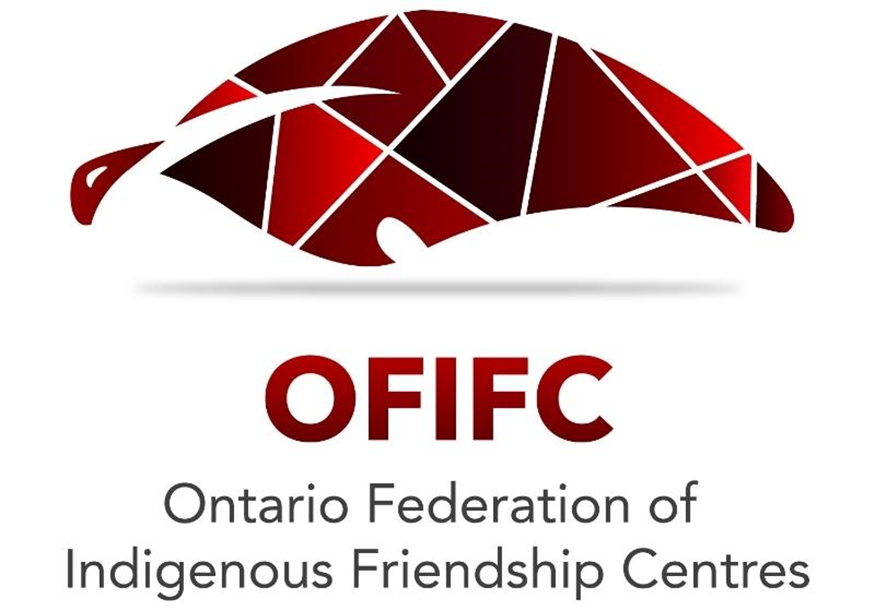 OFIFC
Ontario Federation of
Indigenous Friendship Centres